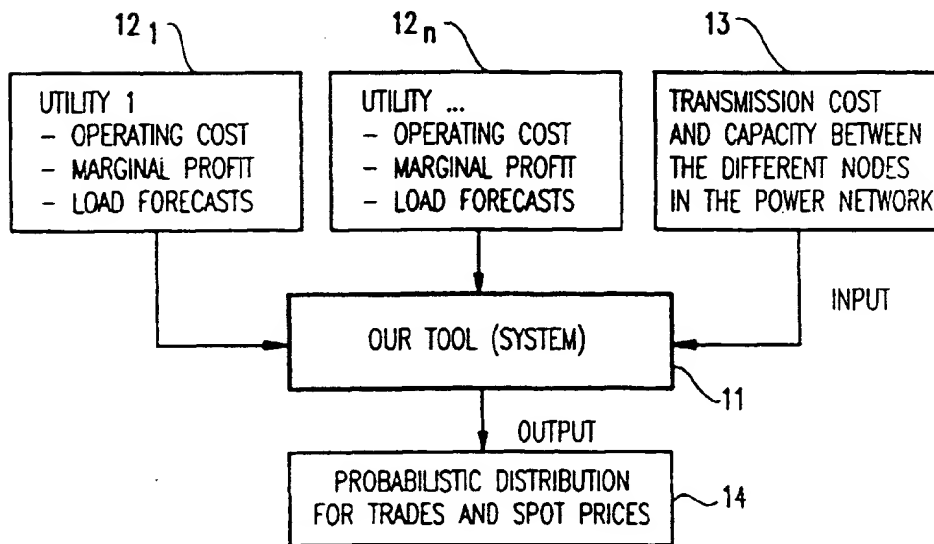 12 1
UTILITY 1
- OPERATING COST
- MARGINAL PROFIT
- LOAD FORECASTS
12 n
UTILITY ...
- OPERATING COST
- MARGINAL PROFIT
- LOAD FORECASTS
13
TRANSMISSION COST
AND CAPACITY BETWEEN
THE DIFFERENT NODES
IN THE POWER NETWORK
INPUT
OUR TOOL (SYSTEM)
11
OUTPUT
PROBABILISTIC DISTRIBUTION
FOR TRADES AND SPOT PRICES
14